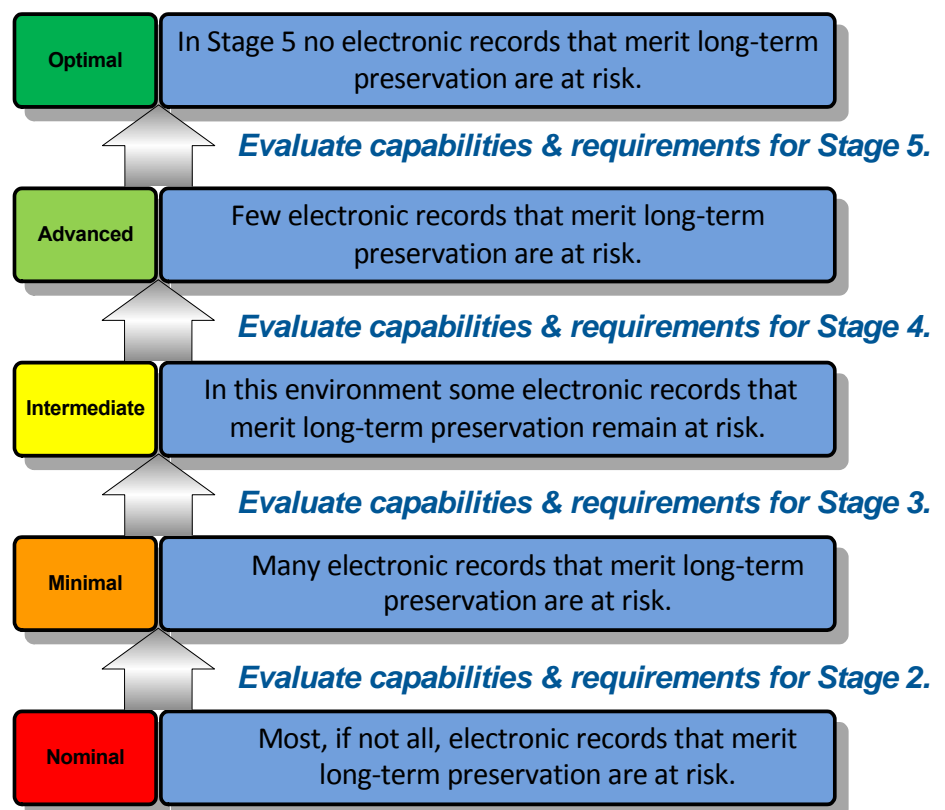 Optimal
In Stage 5 no electronic records that merit long-term
preservation are at risk.
Evaluate capabilities & requirements for Stage 5.
Advanced
Few electronic records that merit long-term
preservation are at risk.
Evaluate capabilities & requirements for Stage 4.
Intermediate
In this environment some electronic records that
merit long-term preservation remain at risk.
Evaluate capabilities & requirements for Stage 3.
Minimal
Many electronic records that merit long-term
preservation are at risk.
Evaluate capabilities & requirements for Stage 2.
Nominal
Most, if not all, electronic records that merit
long-term preservation are at risk.